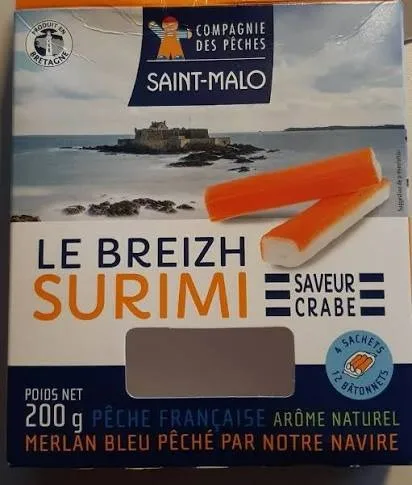 PRODUIT EN
BRETAGNE
COMPAGNIE
DES PÊCHES
SAINT-MALO
LE BREIZH
SURIMI
SAVEUR
CRABE
4 SACHETS
12 BÂTONNETS
POIDS NET
200 g
PÊCHE FRANÇAISE
ARÔME NATUREL
MERLAN BLEU PÊCHÉ PAR NOTRE NAVIRE